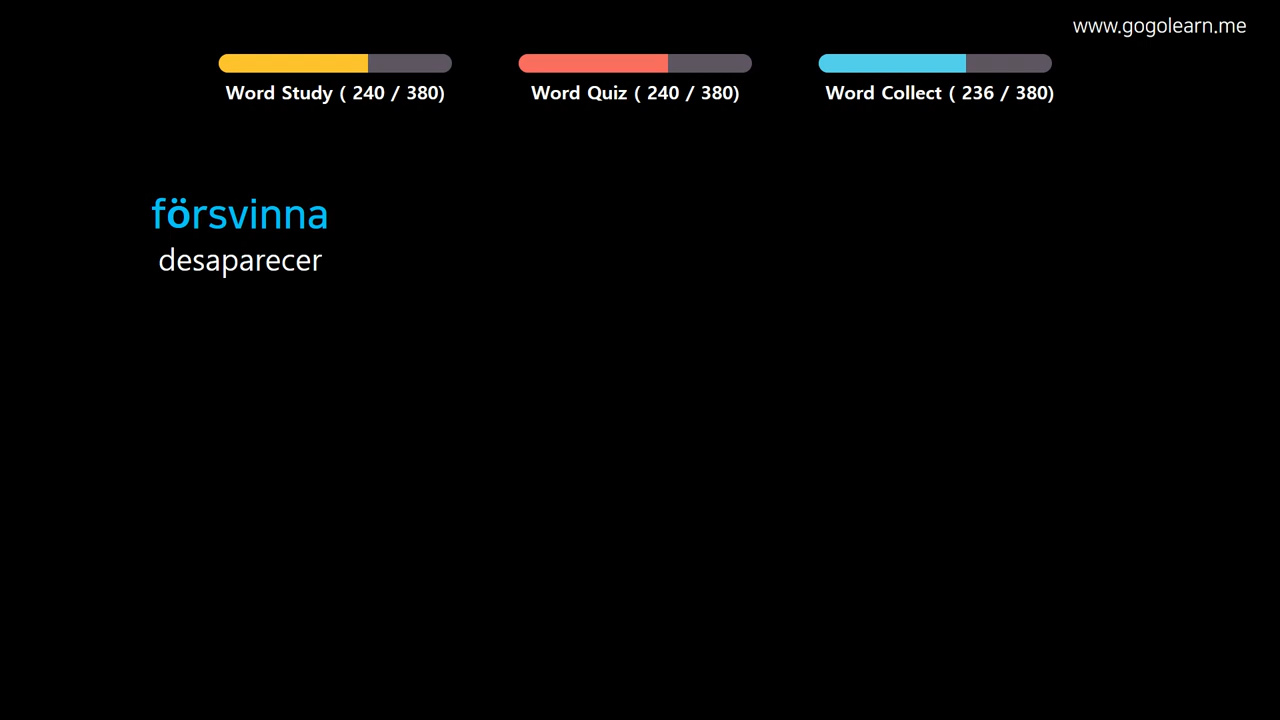 www.gogolearn.me
Word Study ( 240 / 380)
Word Quiz ( 240 / 380)
Word Collect ( 236 / 380)
försvinna
desaparecer